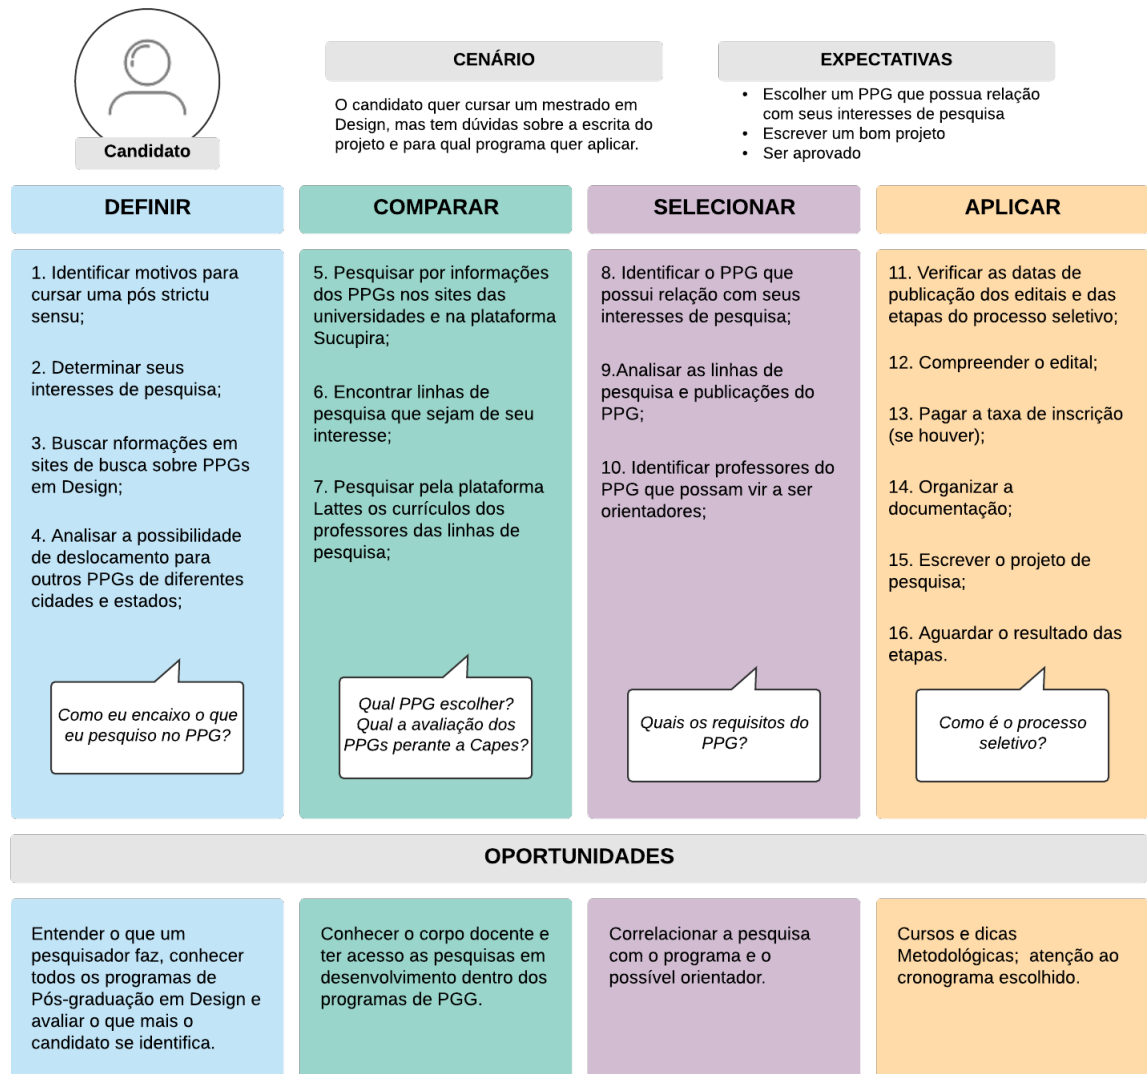 Candidato
CENÁRIO
O candidato quer cursar um mestrado em
Design, mas tem dúvidas sobre a escrita do
projeto e para qual programa quer aplicar.
EXPECTATIVAS
• Escolher um PPG que possua relação
com seus interesses de pesquisa
• Escrever um bom projeto
• Ser aprovado
DEFINIR
1. Identificar motivos para
cursar uma pós strictu
sensu;
2. Determinar seus
interesses de pesquisa;
3. Buscar nformações em
sites de busca sobre PPGs
em Design;
4. Analisar a possibilidade
de deslocamento para
outros PPGs de diferentes
cidades e estados;
Como eu encaixo o que
eu pesquiso no PPG?
COMPARAR
5. Pesquisar por informações
dos PPGs nos sites das
universidades e na plataforma
Sucupira;
6. Encontrar linhas de
pesquisa que sejam de seu
interesse;
7. Pesquisar pela plataforma
Lattes os currículos dos
professores das linhas de
pesquisa;
Qual PPG escolher?
Qual a avaliação dos
PPGs perante a Capes?
SELECIONAR
8. Identificar o PPG que
possui relação com seus
interesses de pesquisa;
9.Analisar as linhas de
pesquisa e publicações do
PPG;
10. Identificar professores do
PPG que possam vir a ser
orientadores;
Quais os requisitos do
PPG?
APLICAR
11. Verificar as datas de
publicação dos editais e das
etapas do processo seletivo;
12. Compreender o edital;
13. Pagar a taxa de inscrição
(se houver);
14. Organizar a
documentação;
15. Escrever o projeto de
pesquisa;
16. Aguardar o resultado das
etapas.
Como é o processo
seletivo?
OPORTUNIDADES
Entender o que um
pesquisador faz, conhecer
todos os programas de
Pós-graduação em Design e
avaliar o que mais o
candidato se identifica.
Conhecer o corpo docente e
ter acesso as pesquisas em
desenvolvimento dentro dos
programas de PGG.
Correlacionar a pesquisa
com o programa e o
possível orientador.
Cursos e dicas
Metodológicas; atenção ao
cronograma escolhido.